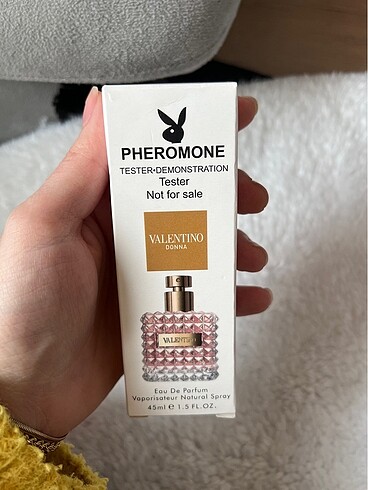 PHEROMONE
TESTER•DEMONSTRATION
Tester
Not for sale
VALENTINO
DONNA
VALENTINO
Eau De Parfum
Vaporisateur Natural Spray
45ml ℮ 1.5 FL.OZ.